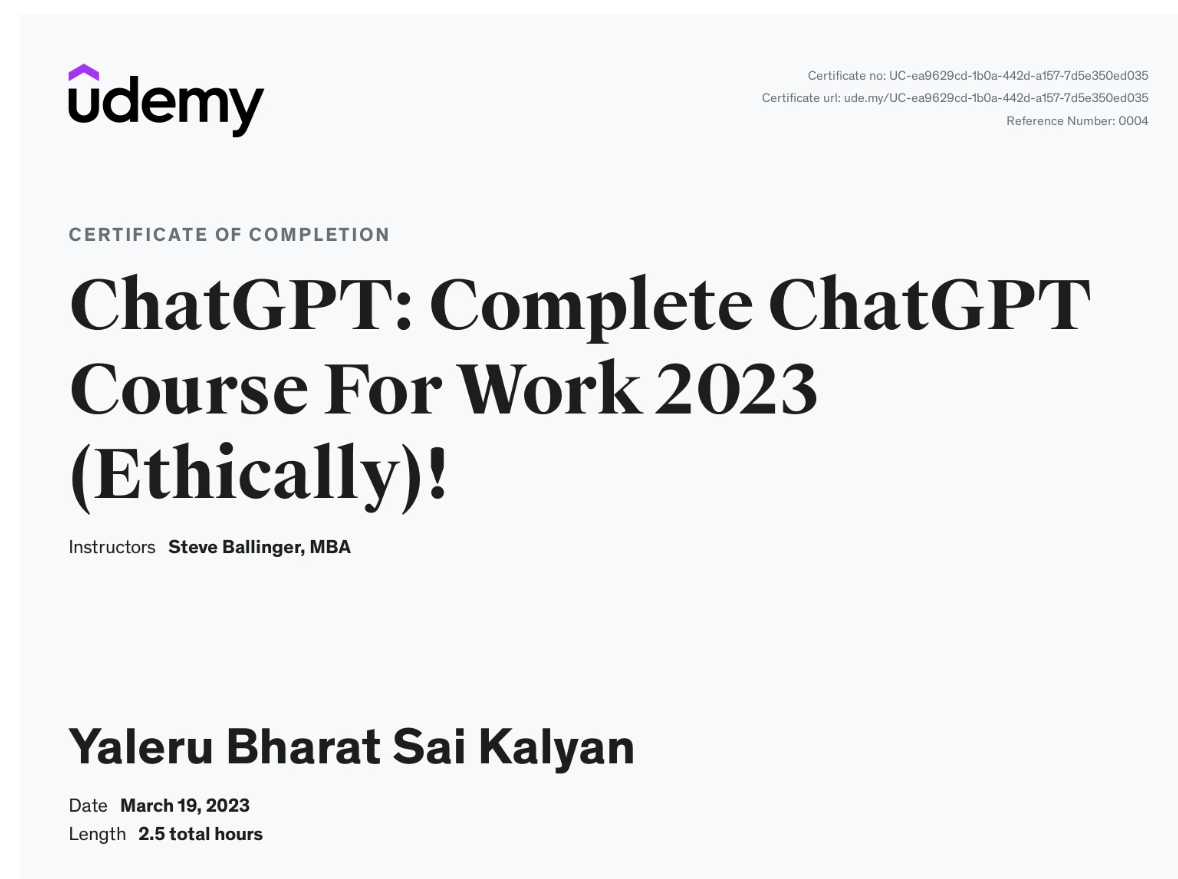 udemy
Certificate no: UC-ea9629cd-1b0a-442d-a157-7d5e350ed035
Certificate url: ude.my/UC-ea9629cd-1b0a-442d-a157-7d5e350ed035
Reference Number: 0004
CERTIFICATE OF COMPLETION
ChatGPT: Complete ChatGPT
Course For Work 2023
(Ethically)!
Instructors Steve Ballinger, MBA
Yaleru Bharat Sai Kalyan
Date March 19, 2023
Length 2.5 total hours